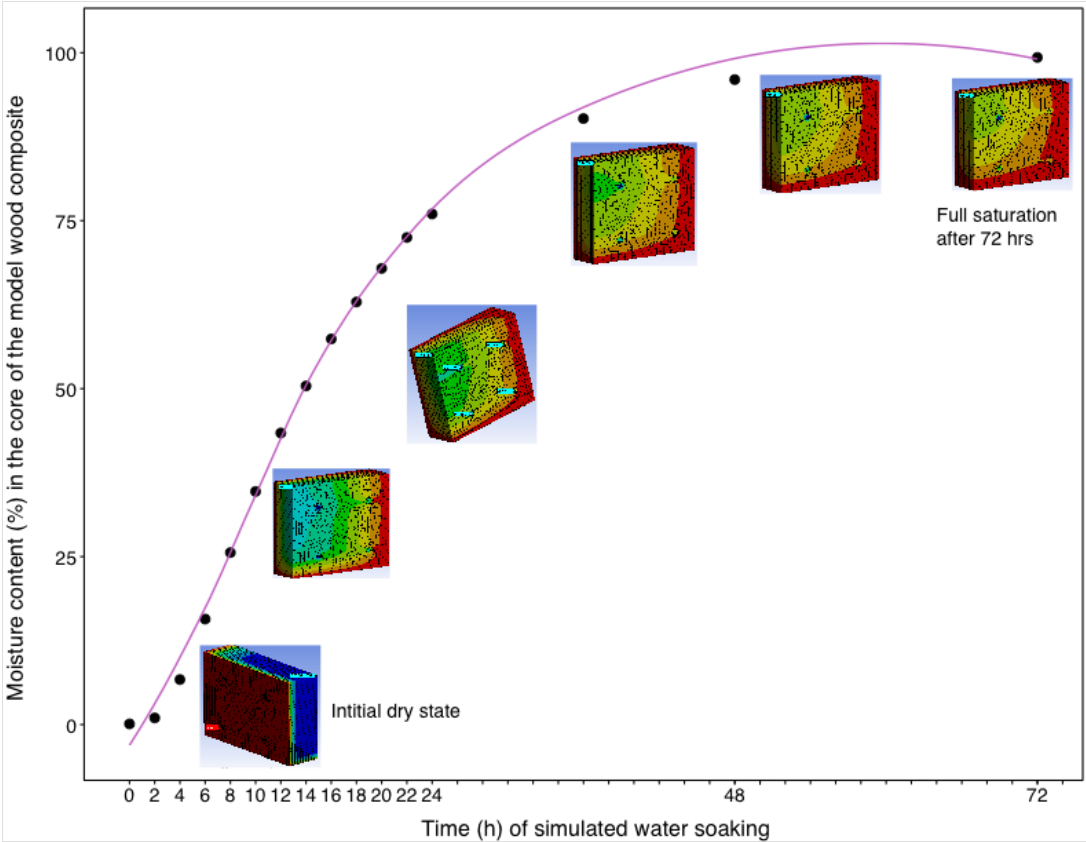 Moisture content (%) in the core of the model wood composite
100
75
50
25
0
Full saturation
after 72 hrs
Intitial dry state
0 2 4 6 8 10 12 14 16 18 20 22 24 48 72
Time (h) of simulated water soaking